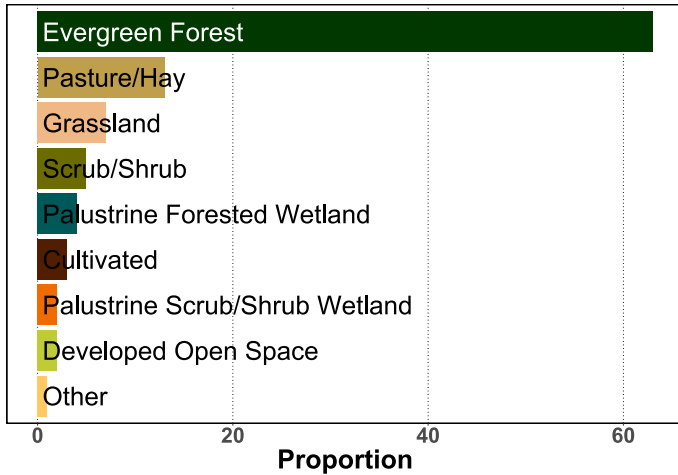 Evergreen Forest
Pasture/Hay
Grassland
Scrub/Shrub
Palustrine Forested Wetland
Cultivated
Palustrine Scrub/Shrub Wetland
Developed Open Space
Other
0 20 40 60
Proportion